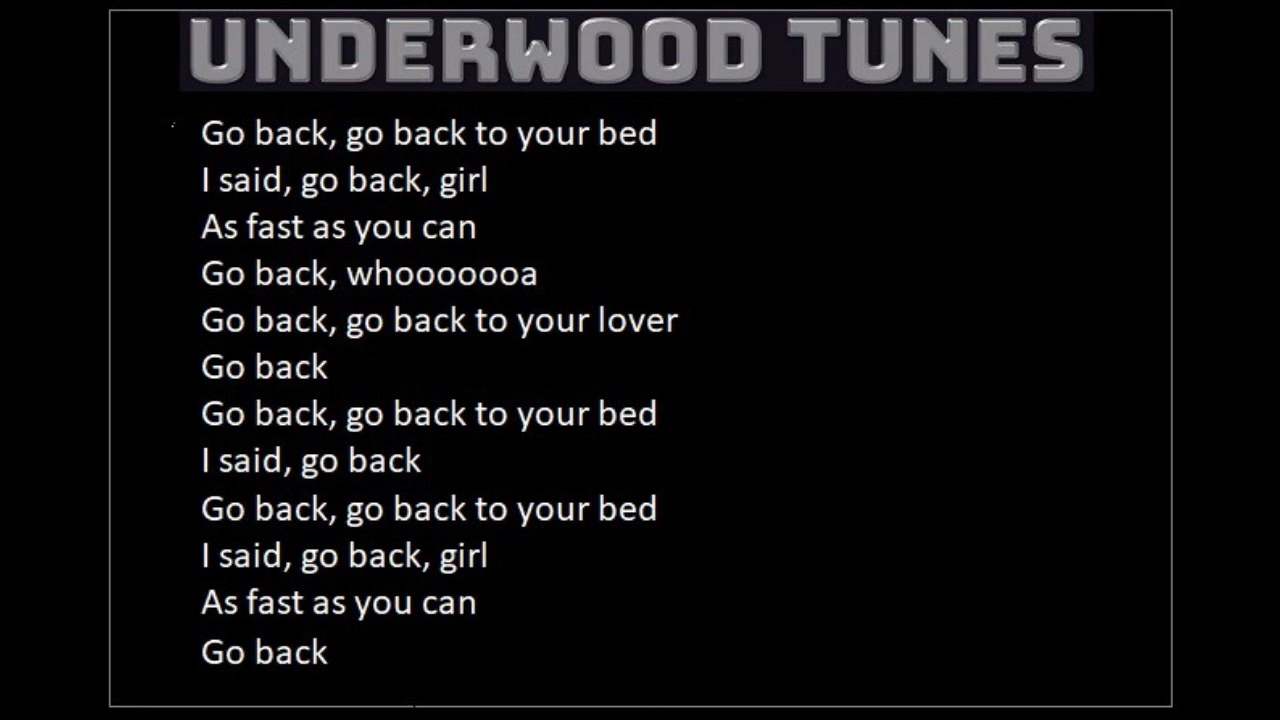 UNDERWOOD TUNES
Go back, go back to your bed
I said, go back, girl
As fast as you can
Go back, whooooooa
Go back, go back to your lover
Go back
Go back, go back to your bed
I said, go back
Go back, go back to your bed
I said, go back, girl
As fast as you can
Go back